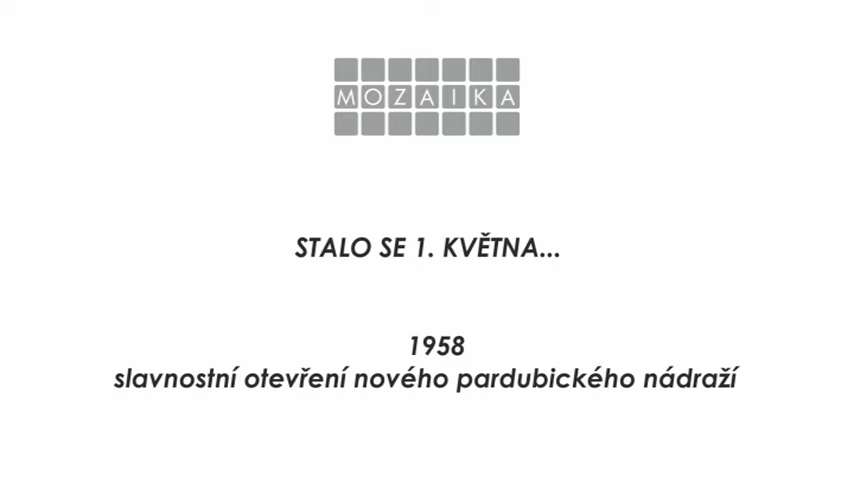 MOZAIKA
STALO SE 1. KVĚTNA...
1958
slavnostní otevření nového pardubického nádraží